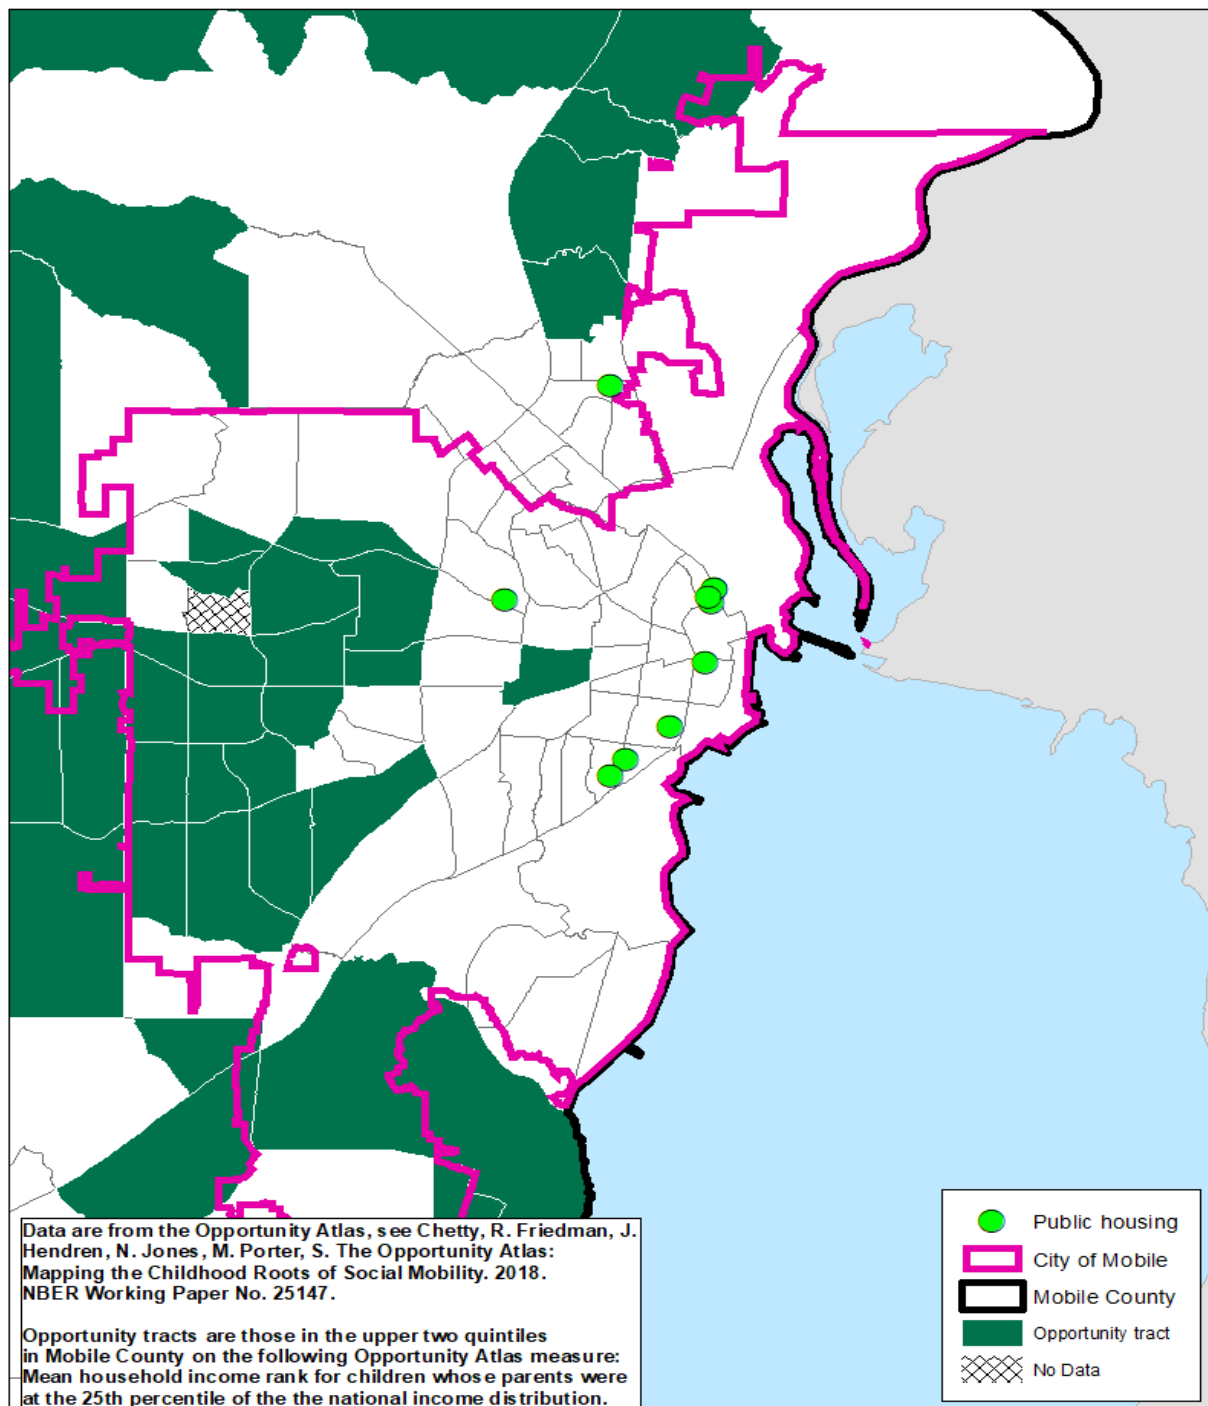 Data are from the Opportunity Atlas, see Chetty, R. Friedman, J.
Hendren, N. Jones, M. Porter, S. The Opportunity Atlas:
Mapping the Childhood Roots of Social Mobility. 2018.
NBER Working Paper No. 25147.
Opportunity tracts are those in the upper two quintiles
in Mobile County on the following Opportunity Atlas measure:
Mean household income rank for children whose parents were
at the 25th percentile of the the national income distribution.
Public housing
City of Mobile
Mobile County
Opportunity tract
No Data